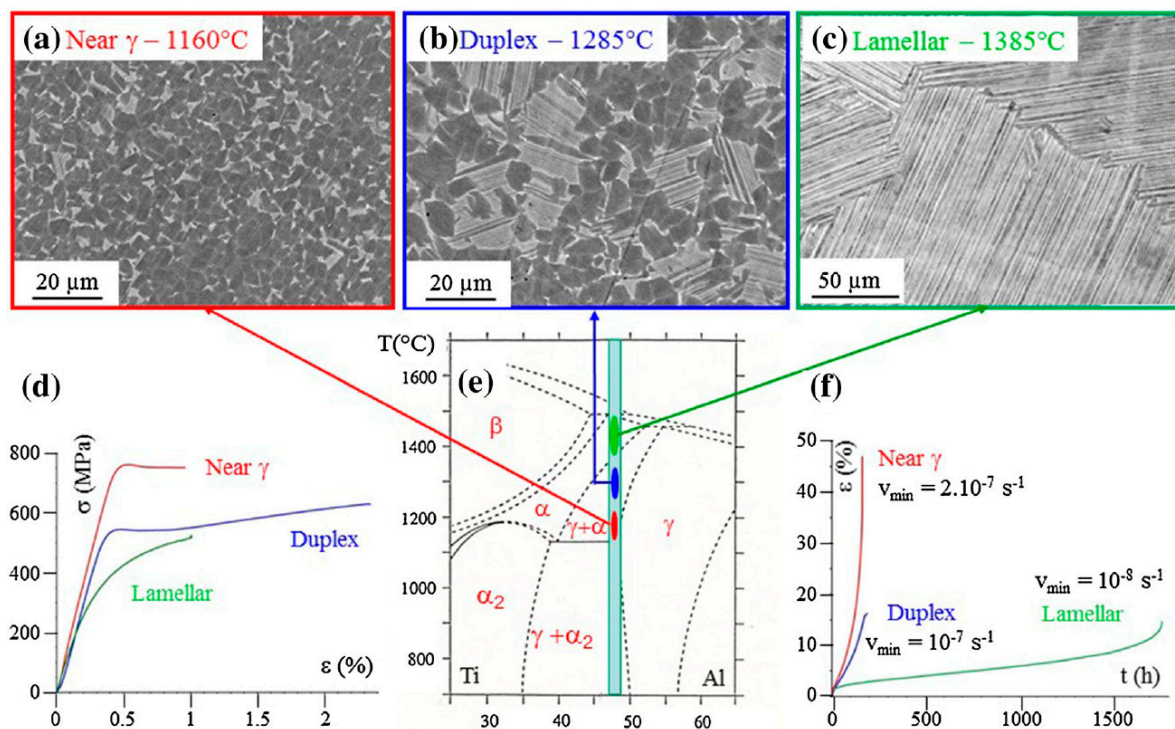 (a) Near γ – 1160°C
20 µm
(b) Duplex – 1285°C
20 µm
(c) Lamellar – 1385°C
50 µm
(d)
σ (MPa)
800
600
400
200
0
0
0.5
1
1.5
2
ε (%)
Near γ
Duplex
Lamellar
(e)
T(°C)
1600
1400
1200
1000
800
β
α
γ+α
γ
α₂
γ +α₂
Ti
Al
30
40
50
60
(f)
ε (%)
50
40
30
20
10
0
0
500
1000
1500
t (h)
Near γ
vmin = 2.10⁻⁷ s⁻¹
Duplex
vmin = 10⁻⁷ s⁻¹
vmin = 10⁻⁸ s⁻¹
Lamellar